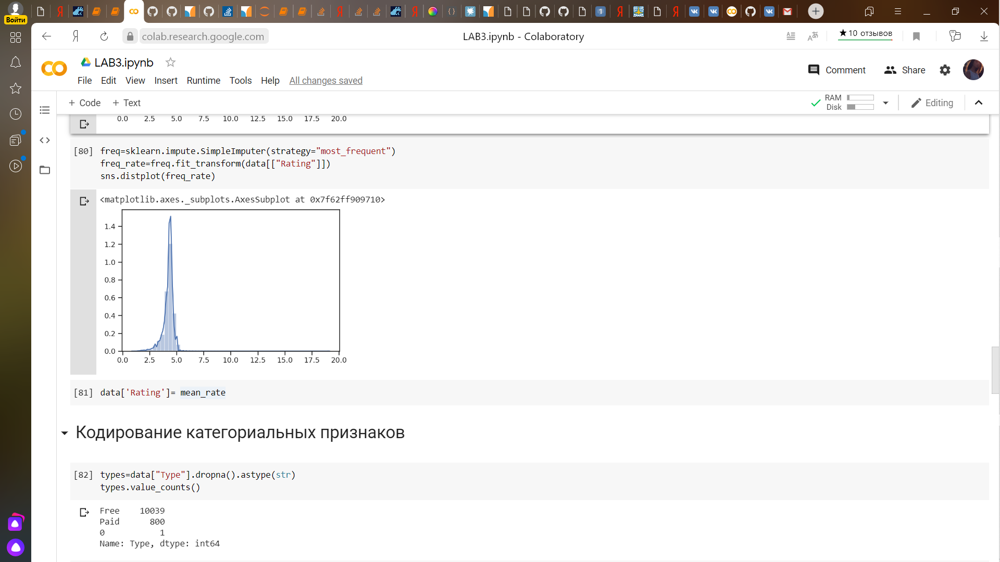 Войти
colab.research.google.com
LAB3.ipynb - Colaboratory
★10 отзывов
LAB3.ipynb
Comment
Share
File Edit View Insert Runtime Tools Help All changes saved
+ Code + Text
RAM
Disk
Editing
0.0 2.5 5.0 7.5 10.0 12.5 15.0 17.5 20.0
[80] freq=sklearn.impute.SimpleImputer(strategy="most_frequent")
freq_rate=freq.fit_transform(data[["Rating"]])
sns.distplot(freq_rate)
<matplotlib.axes._subplots.AxesSubplot at 0x7f62ff909710>
1.4
1.2
1.0
0.8
0.6
0.4
0.2
0.0
0.0 2.5 5.0 7.5 10.0 12.5 15.0 17.5 20.0
[81] data['Rating']= mean_rate
Кодирование категориальных признаков
[82] types=data["Type"].dropna().astype(str)
types.value_counts()
Free 10039
Paid 800
0 1
Name: Type, dtype: int64